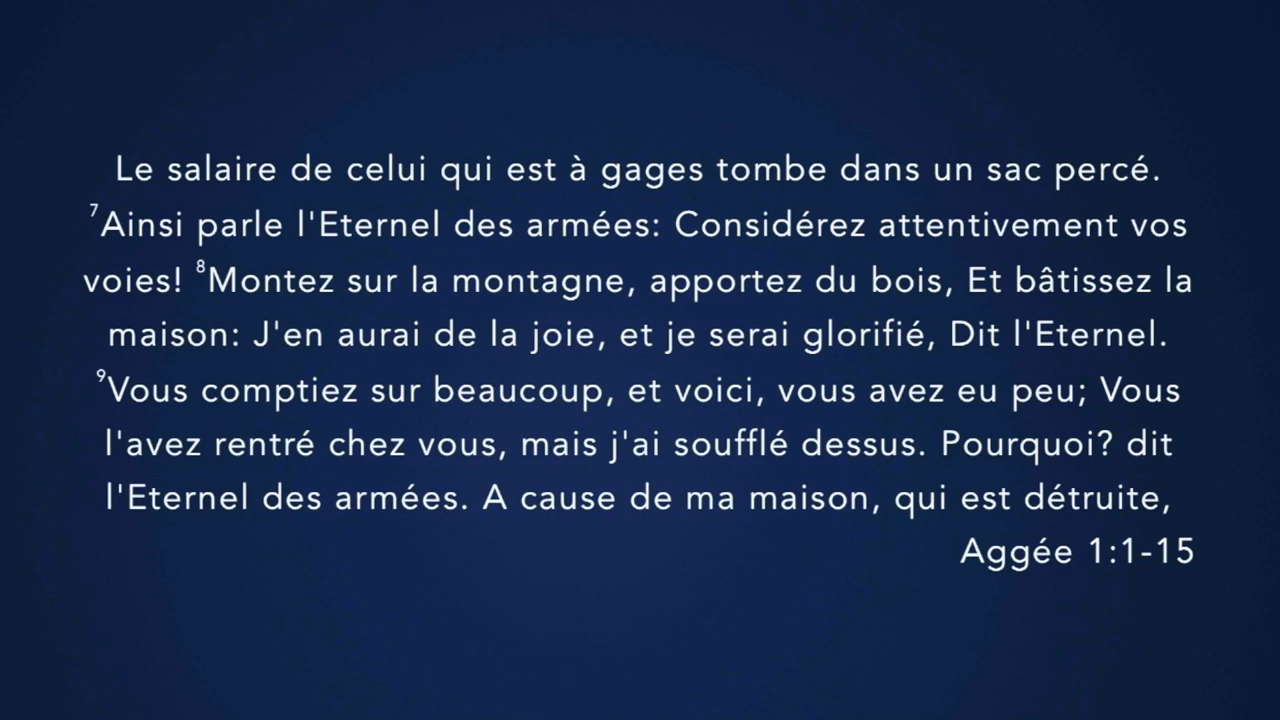 Le salaire de celui qui est à gages tombe dans un sac percé.
⁷Ainsi parle l'Eternel des armées: Considérez attentivement vos
voies! ⁸Montez sur la montagne, apportez du bois, Et bâtissez la
maison: J'en aurai de la joie, et je serai glorifié, Dit l'Eternel.
⁹Vous comptiez sur beaucoup, et voici, vous avez eu peu; Vous
l'avez rentré chez vous, mais j'ai soufflé dessus. Pourquoi? dit
l'Eternel des armées. A cause de ma maison, qui est détruite,
Aggée 1:1-15